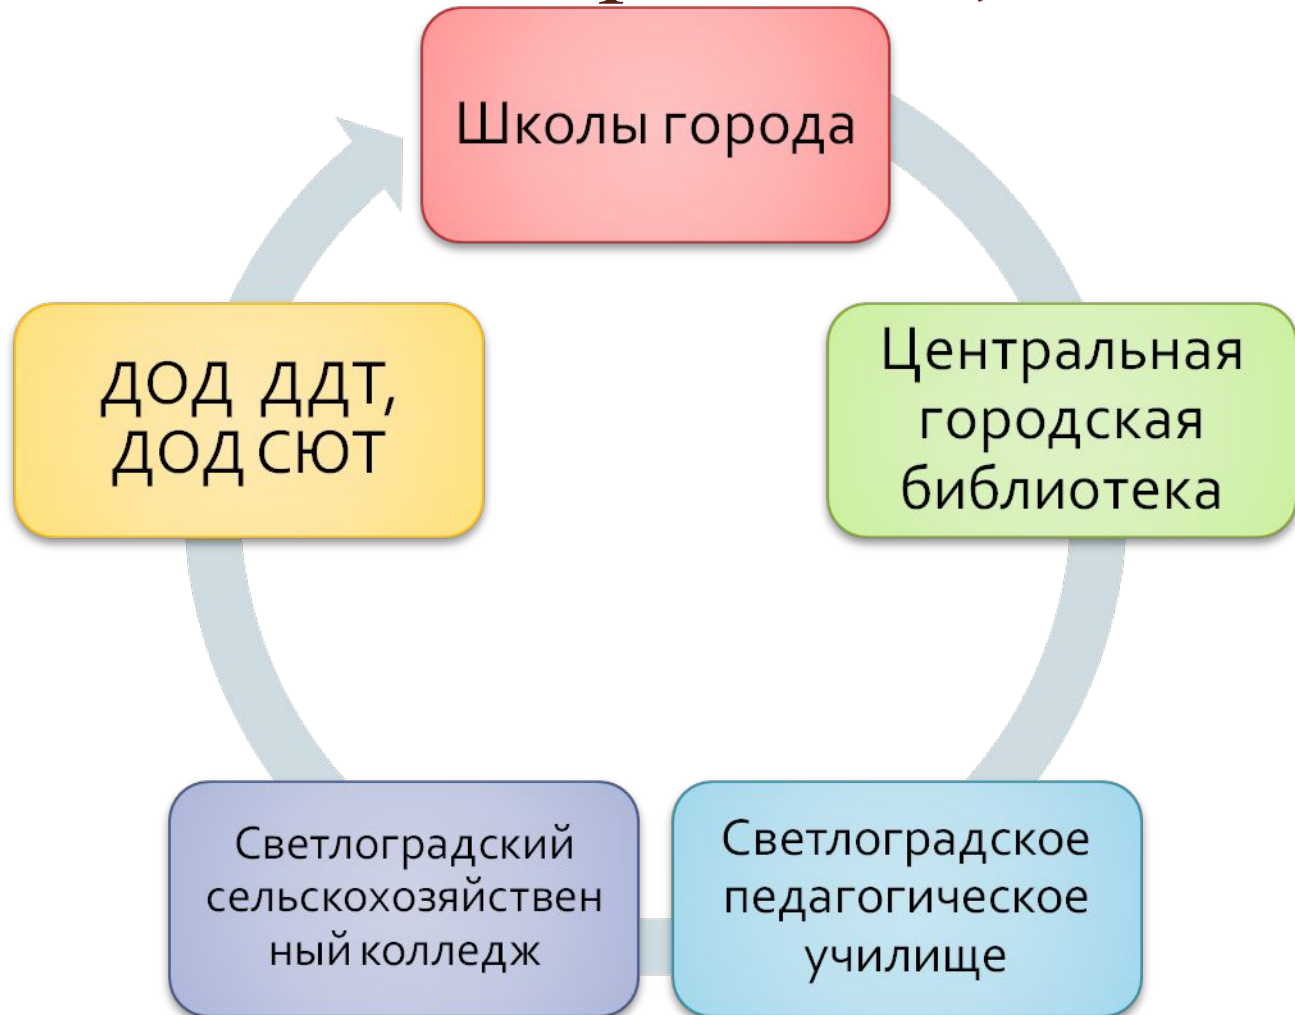 Школы города
Центральная
городская
библиотека
Светлоградское
педагогическое
училище
Светлоградский
сельскохозяйствен
ный колледж
ДОД ДДТ,
ДОД СЮТ